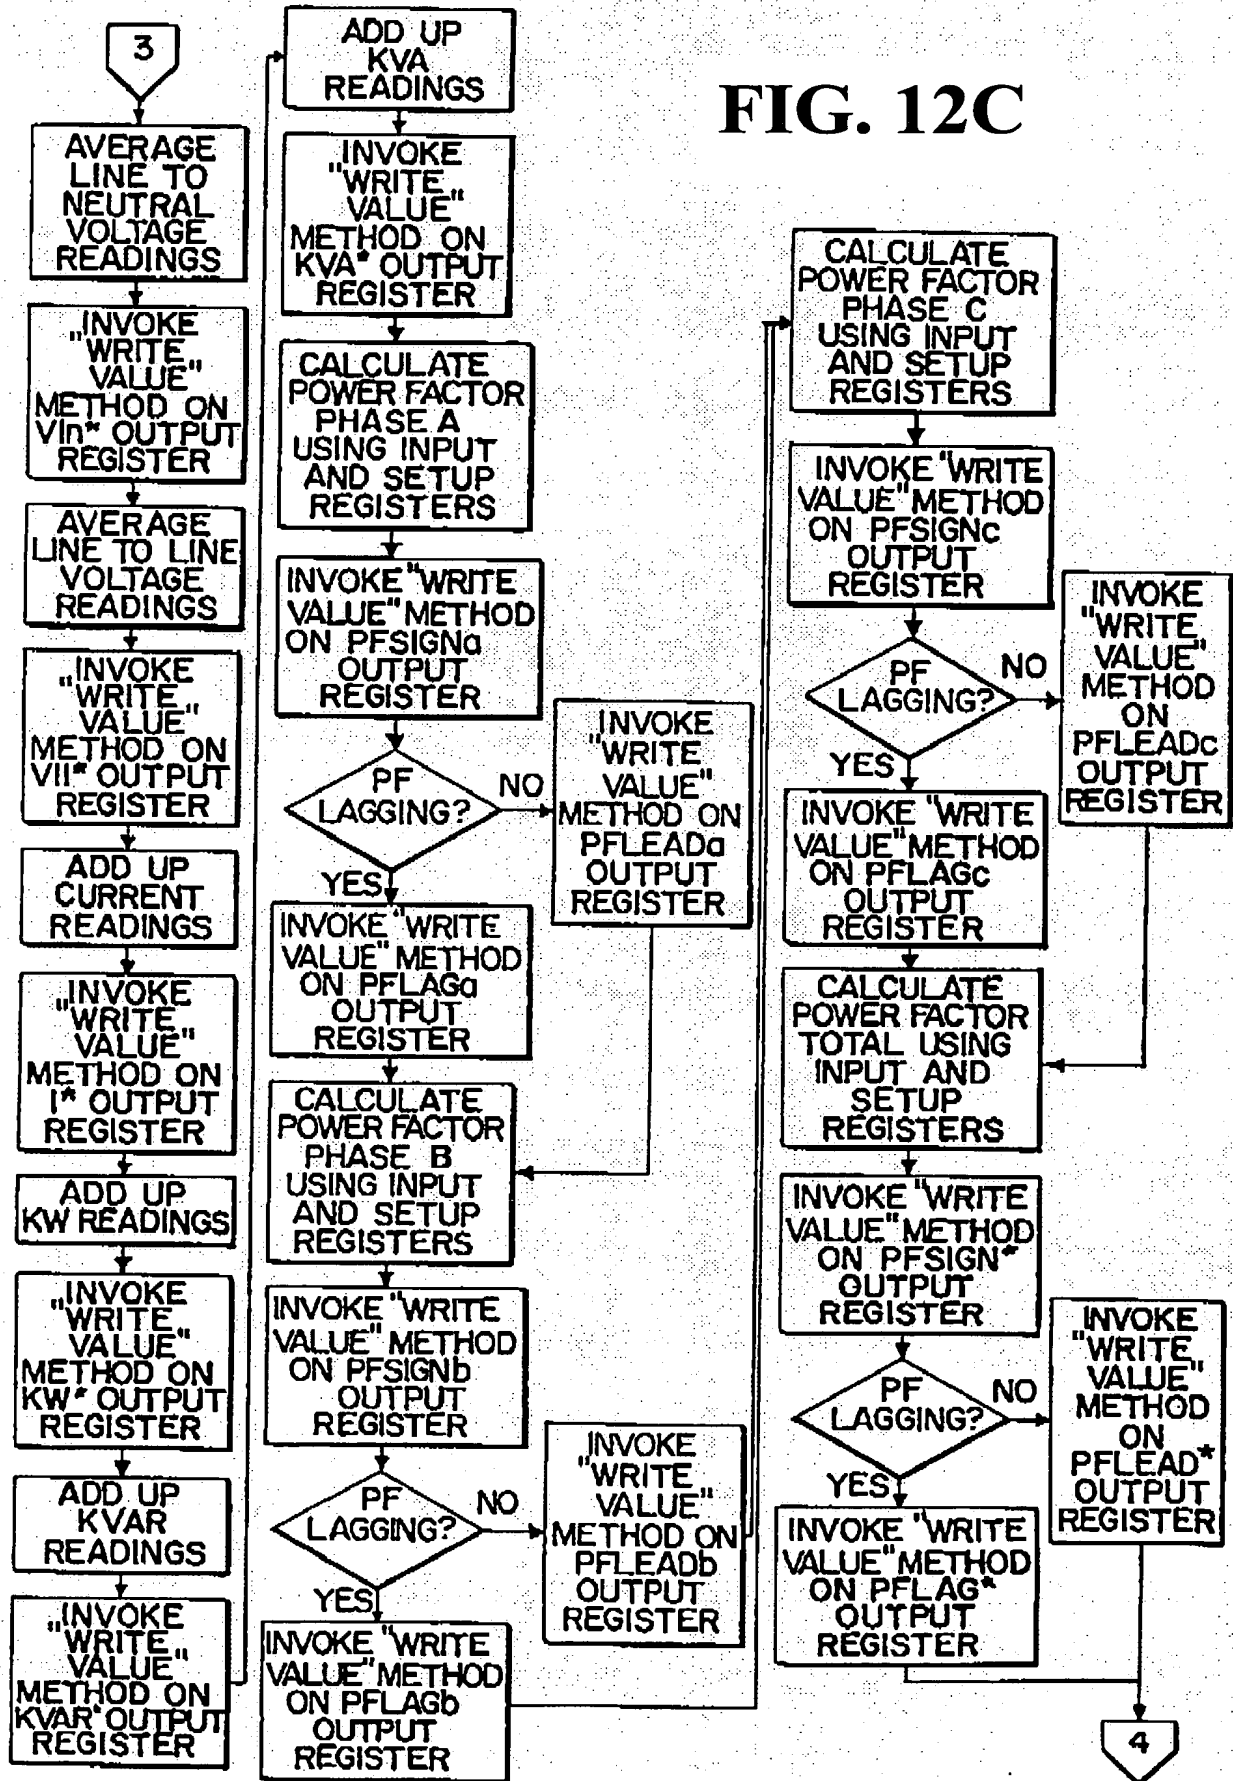 FIG. 12C
3
AVERAGE
LINE TO
NEUTRAL
VOLTAGE
READINGS
"INVOKE
"WRITE
VALUE"
METHOD ON
Vln* OUTPUT
REGISTER
AVERAGE
LINE TO LINE
VOLTAGE
READINGS
"INVOKE
"WRITE
VALUE"
METHOD ON
Vll* OUTPUT
REGISTER
ADD UP
CURRENT
READINGS
"INVOKE
"WRITE
VALUE"
METHOD ON
I* OUTPUT
REGISTER
ADD UP
KW READINGS
INVOKE
"WRITE
VALUE"
METHOD ON
KW* OUTPUT
REGISTER
ADD UP
KVAR
READINGS
"INVOKE
"WRITE
VALUE"
METHOD ON
KVAR* OUTPUT
REGISTER
ADD UP
KVA
READINGS
INVOKE
"WRITE
VALUE"
METHOD ON
KVA* OUTPUT
REGISTER
CALCULATE
POWER FACTOR
PHASE A
USING INPUT
AND SETUP
REGISTERS
INVOKE "WRITE
VALUE" METHOD
ON PFSIGNa
OUTPUT
REGISTER
PF
LAGGING?
NO
YES
INVOKE
"WRITE
VALUE"
METHOD ON
PFLEADa
OUTPUT
REGISTER
INVOKE "WRITE
VALUE" METHOD
ON PFLAGa
OUTPUT
REGISTER
CALCULATE
POWER FACTOR
PHASE B
USING INPUT
AND SETUP
REGISTERS
INVOKE "WRITE
VALUE" METHOD
ON PFSIGNb
OUTPUT
REGISTER
PF
LAGGING?
NO
YES
INVOKE
"WRITE
VALUE"
METHOD ON
PFLEADb
OUTPUT
REGISTER
INVOKE "WRITE
VALUE" METHOD
ON PFLAGb
OUTPUT
REGISTER
CALCULATE
POWER FACTOR
PHASE C
USING INPUT
AND SETUP
REGISTERS
INVOKE "WRITE
VALUE" METHOD
ON PFSIGNc
OUTPUT
REGISTER
PF
LAGGING?
NO
YES
INVOKE
"WRITE
VALUE"
METHOD
ON
PFLEADc
OUTPUT
REGISTER
INVOKE "WRITE
VALUE" METHOD
ON PFLAGc
OUTPUT
REGISTER
CALCULATE
POWER FACTOR
TOTAL USING
INPUT AND
SETUP
REGISTERS
INVOKE "WRITE
VALUE" METHOD
ON PFSIGN*
OUTPUT
REGISTER
PF
LAGGING?
NO
YES
INVOKE
"WRITE
VALUE"
METHOD
ON
PFLEAD*
OUTPUT
REGISTER
INVOKE "WRITE
VALUE" METHOD
ON PFLAG*
OUTPUT
REGISTER
4